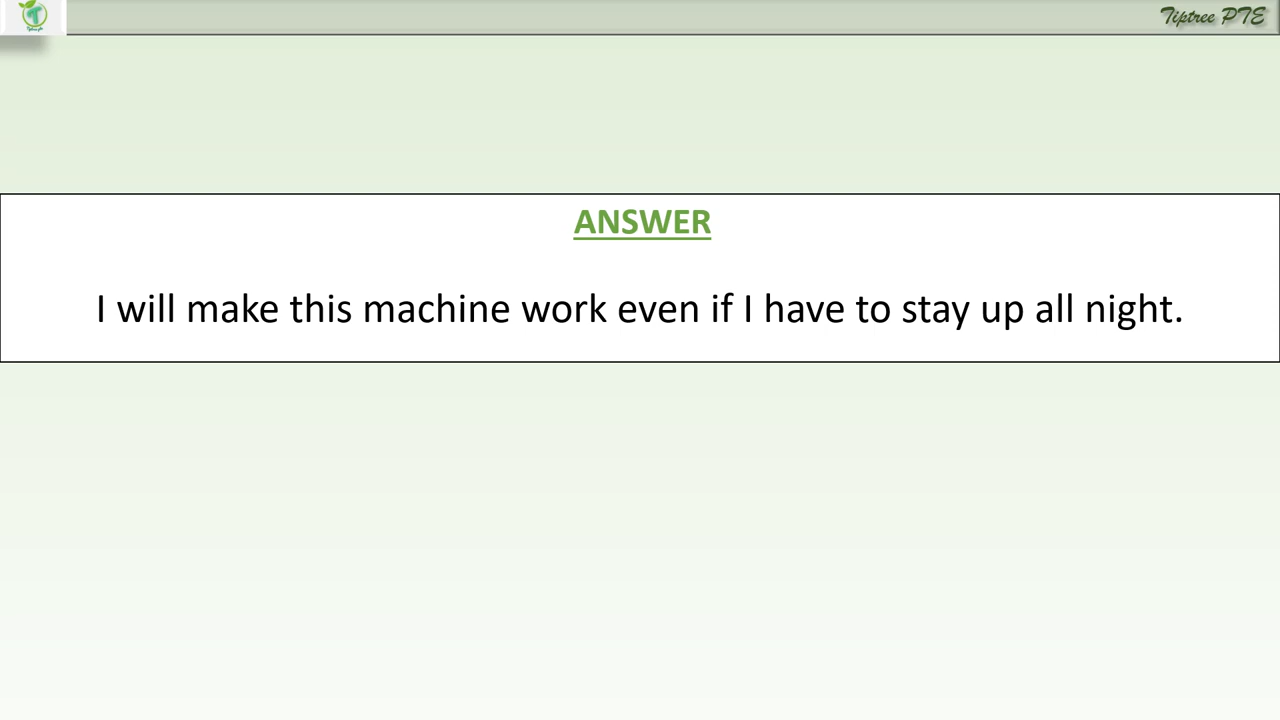 Tiptree PTE
ANSWER
I will make this machine work even if I have to stay up all night.